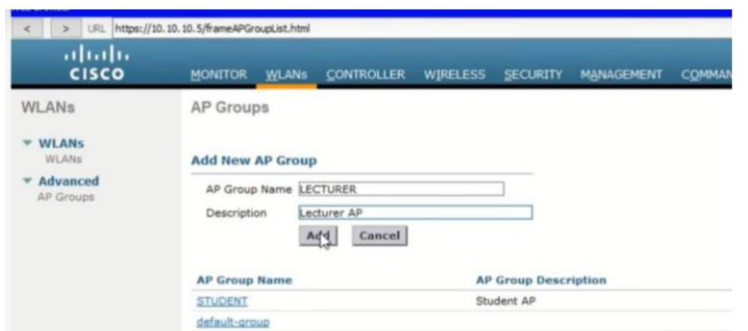 < > URL https://10.10.10.5/frameAPGroupList.html
CISCO
MONITOR WLANs CONTROLLER WIRELESS SECURITY MANAGEMENT COMMAN
WLANs
WLANs
WLANs
Advanced
AP Groups
AP Groups
Add New AP Group
AP Group Name LECTURER
Description Lecturer AP
Add Cancel
AP Group Name AP Group Description
STUDENT Student AP
default-group